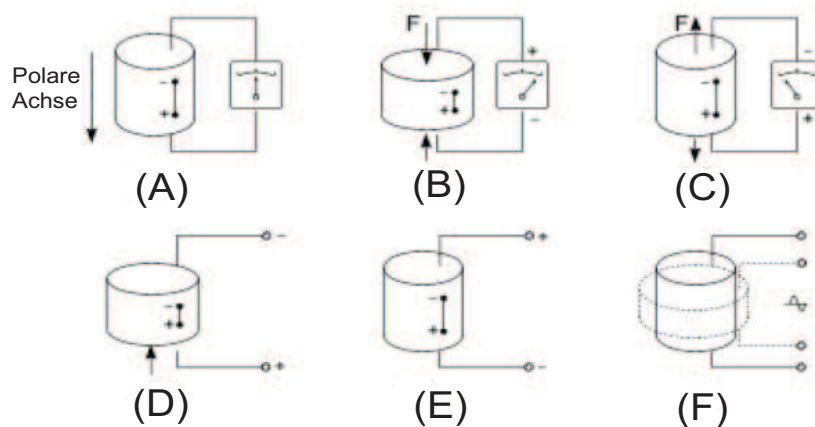 Polare
Achse
- +
(A)
F
+
- +
-
(B)
F
-
- +
+
(C)
-
- +
+
(D)
+
- +
-
(E)
(F)